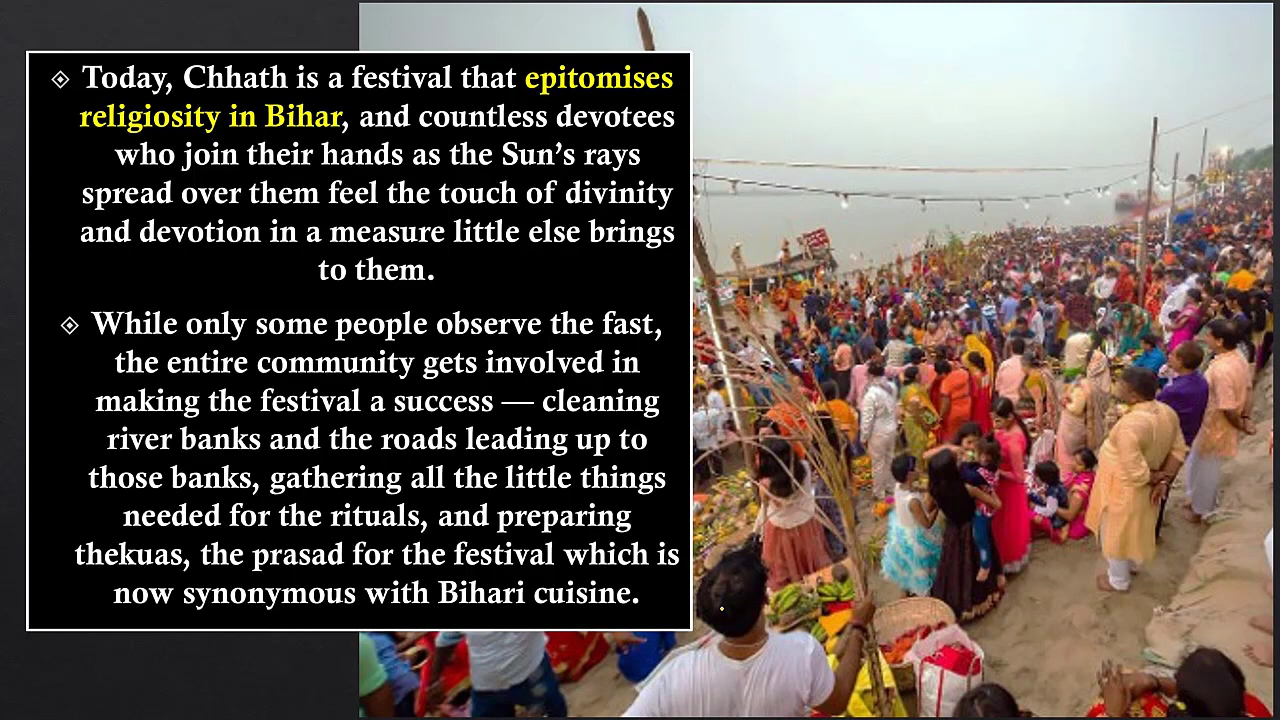 Today, Chhath is a festival that epitomises
religiosity in Bihar, and countless devotees
who join their hands as the Sun’s rays
spread over them feel the touch of divinity
and devotion in a measure little else brings
to them.
While only some people observe the fast,
the entire community gets involved in
making the festival a success — cleaning
river banks and the roads leading up to
those banks, gathering all the little things
needed for the rituals, and preparing
thekuas, the prasad for the festival which is
now synonymous with Bihari cuisine.